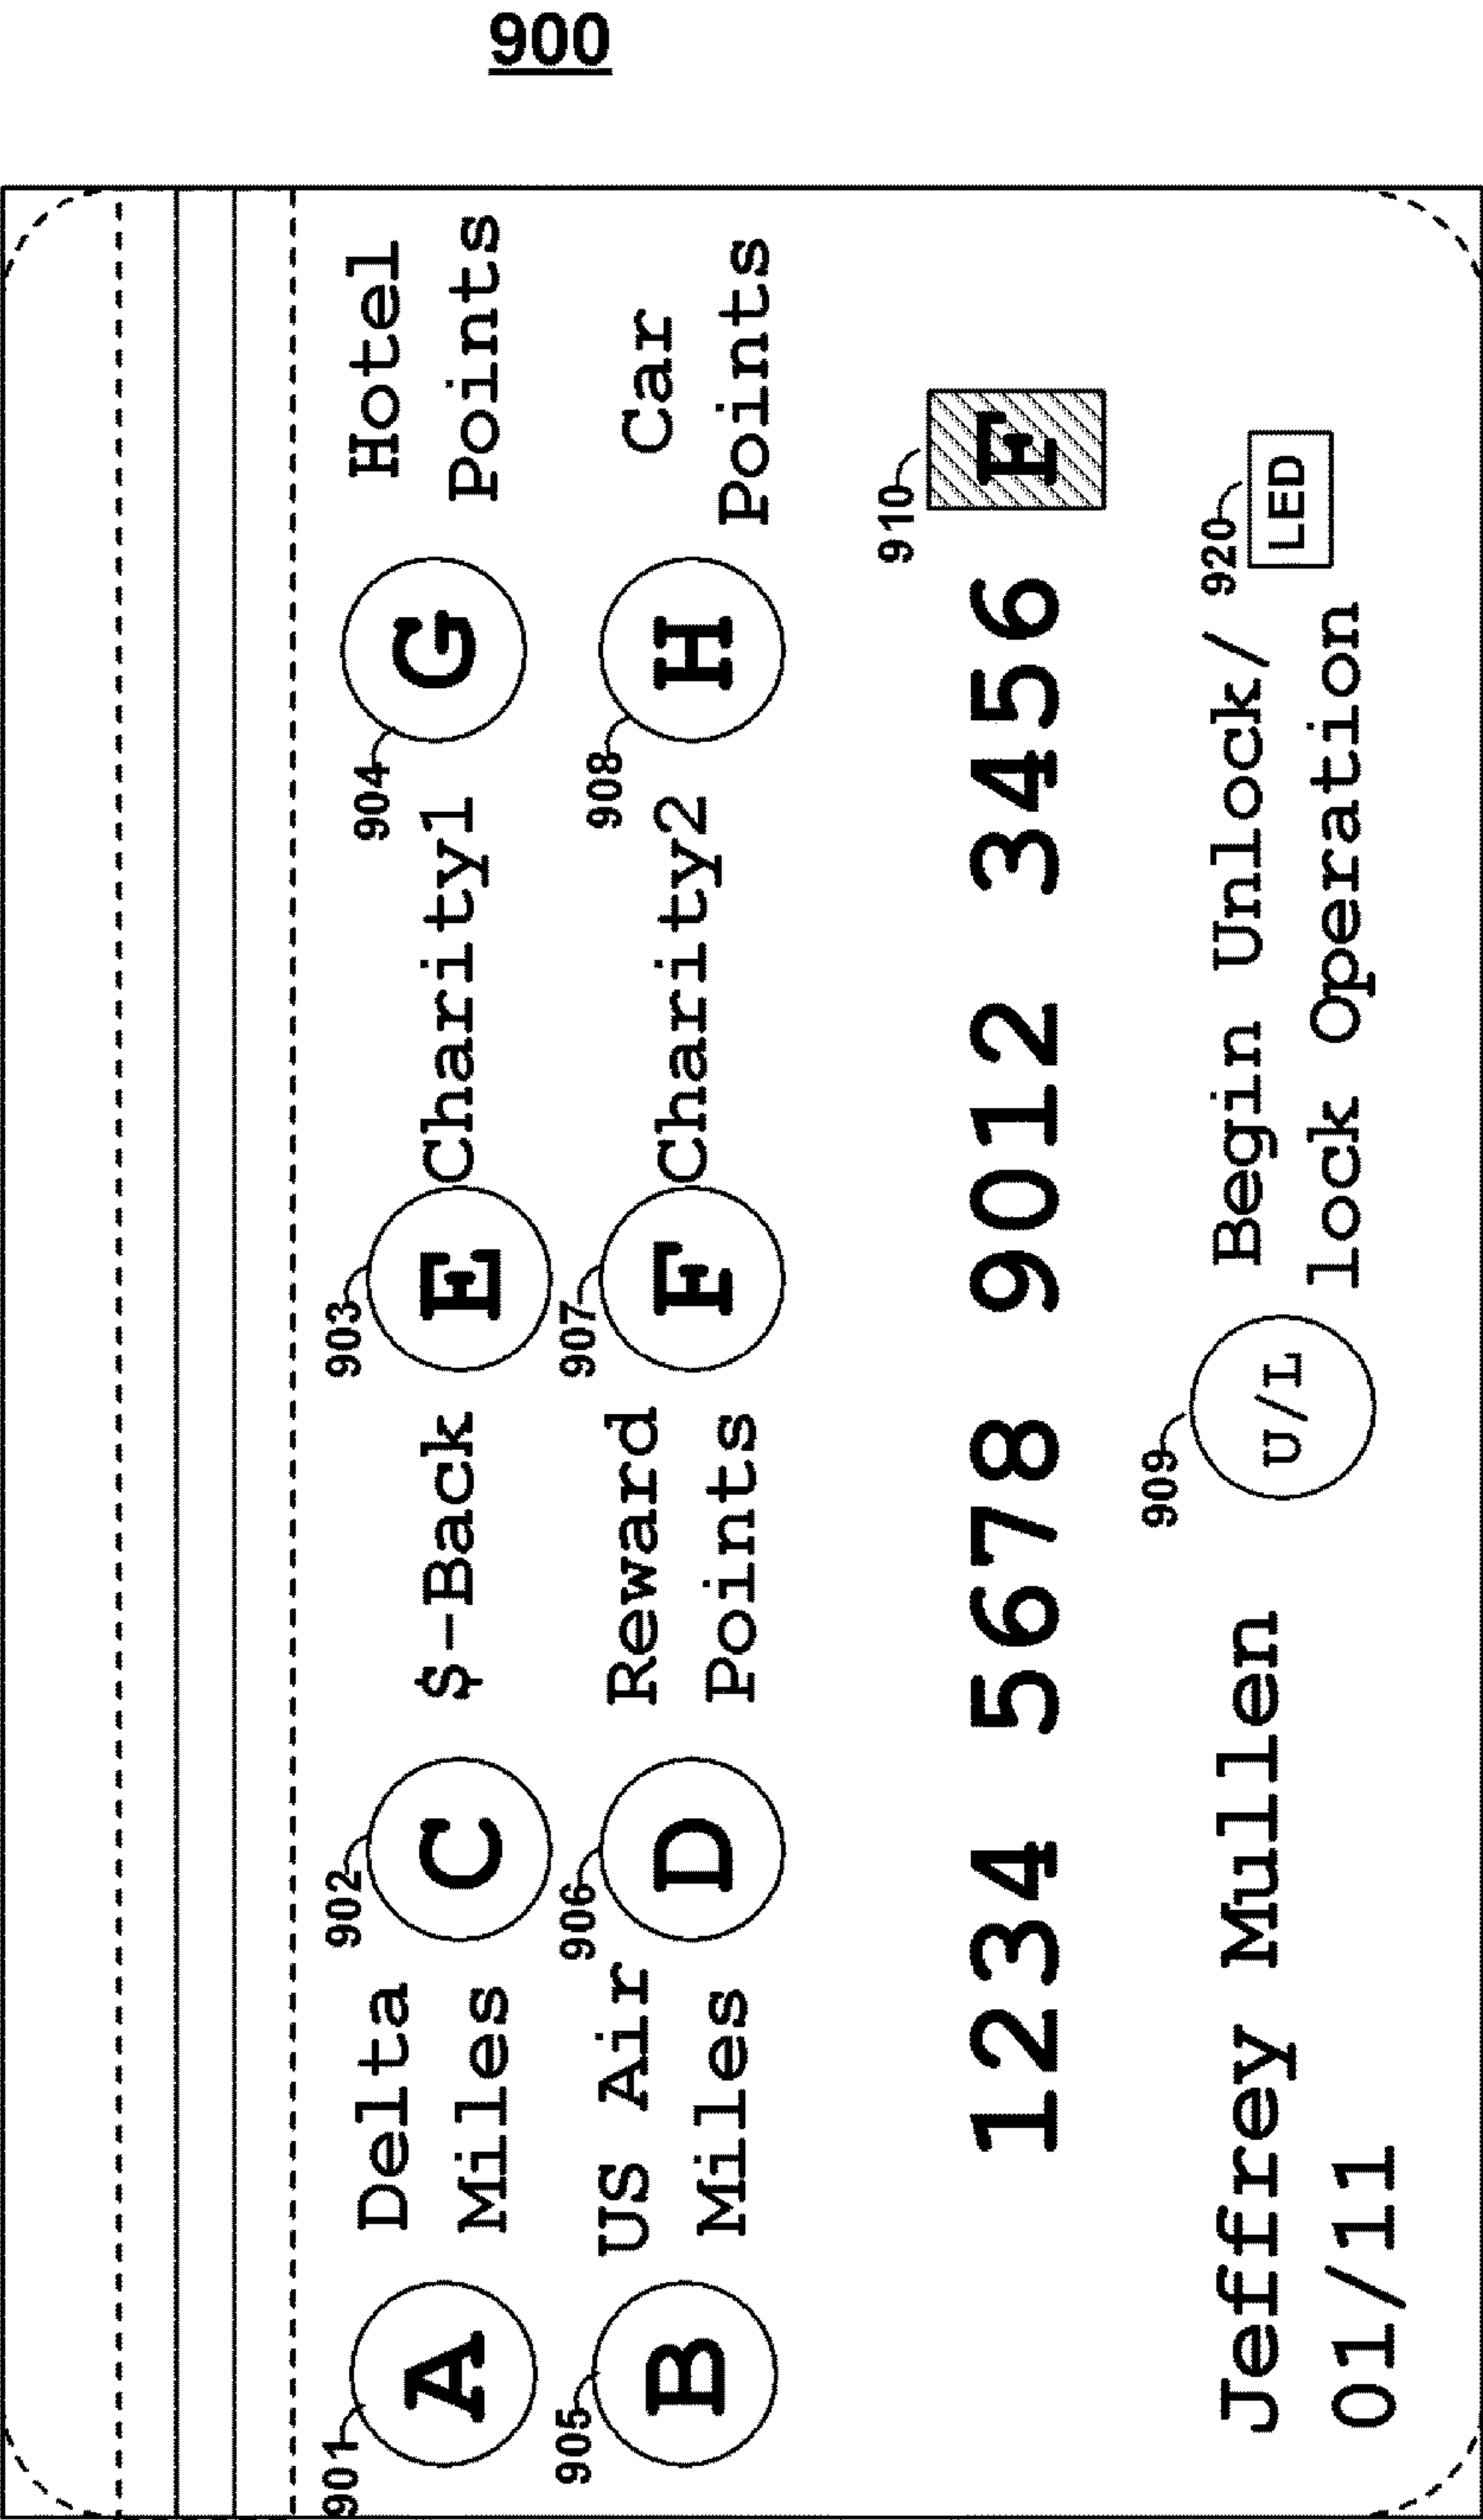 900
901
A
Delta
Miles
902
C
$-Back
903
E
Charity1
904
G
Hotel
Points
905
B
US Air
Miles
906
D
Reward
Points
907
F
Charity2
908
H
Car
Points
1234 5678 9012 3456
910
F
Jeffrey Mullen
01/11
909
U/L
Begin Unlock/
lock Operation
920
LED